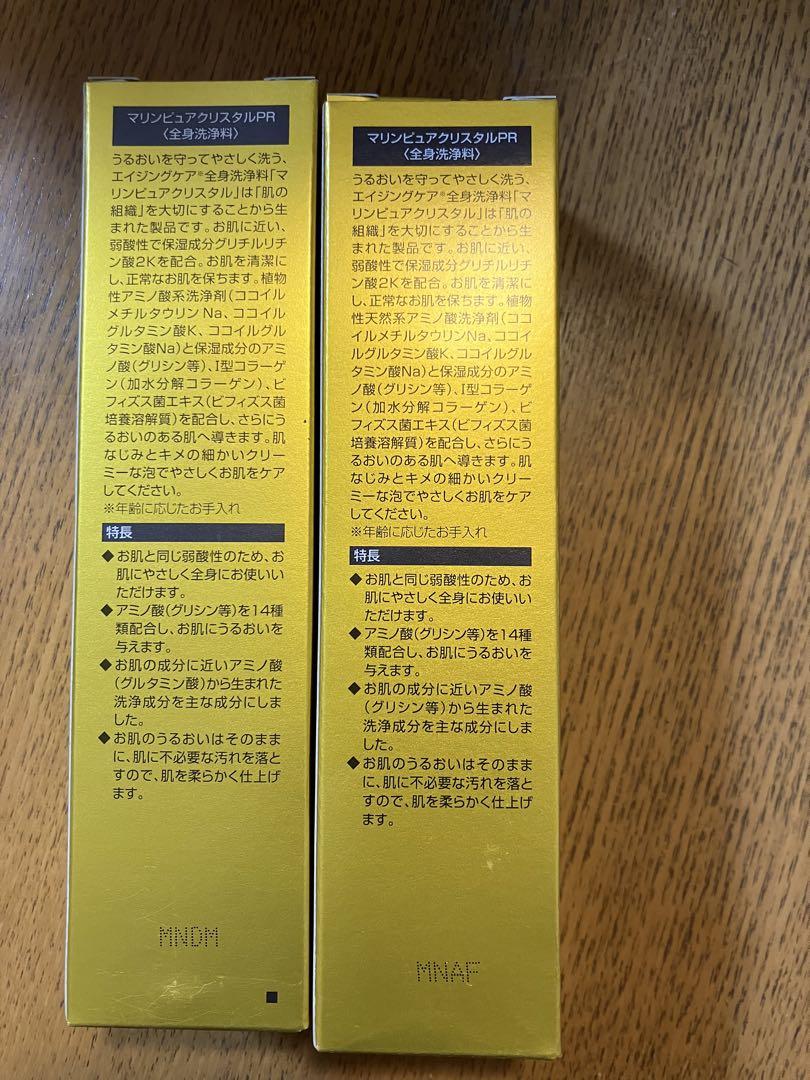 マリンピュアクリスタルPR
〈全身洗浄料〉
うるおいを守ってやさしく洗う、
エイジングケア※全身洗浄料「マ
リンピュアクリスタル」は「肌の
組織」を大切にすることから生
まれた製品です。お肌に近い、
弱酸性で保湿成分グリチルリチ
ン酸2Kを配合。お肌を清潔に
し、正常なお肌を保ちます。植物
性アミノ酸系洗浄剤(ココイル
メチルタウリンNa、ココイル
グルタミン酸K、ココイルグル
タミン酸Na)と保湿成分のアミ
ノ酸(グリシン等)、I型コラーゲ
ン(加水分解コラーゲン)、ビ
フィズス菌エキス(ビフィズス菌
培養溶解質)を配合し、さらにう
るおいのある肌へ導きます。肌
なじみとキメの細かいクリー
ミーな泡でやさしくお肌をケア
してください。
※年齢に応じたお手入れ
特長
◆お肌と同じ弱酸性のため、お
肌にやさしく全身にお使いい
ただけます。
◆アミノ酸(グリシン等)を14種
類配合し、お肌にうるおいを
与えます。
◆お肌の成分に近いアミノ酸
(グルタミン酸)から生まれた
洗浄成分を主な成分にしま
した。
◆お肌のうるおいはそのまま
に、肌に不必要な汚れを落と
すので、肌を柔らかく仕上げ
ます。
MNDM
マリンピュアクリスタルPR
〈全身洗浄料〉
うるおいを守ってやさしく洗う、
エイジングケア※全身洗浄料「マ
リンピュアクリスタル」は「肌の
組織」を大切にすることから生
まれた製品です。お肌に近い、
弱酸性で保湿成分グリチルリチ
ン酸2Kを配合。お肌を清潔に
し、正常なお肌を保ちます。植物
性天然系アミノ酸洗浄剤(ココ
イルメチルタウリンNa、ココイ
ルグルタミン酸K、ココイルグル
タミン酸Na)と保湿成分のアミ
ノ酸(グリシン等)、I型コラーゲ
ン(加水分解コラーゲン)、ビ
フィズス菌エキス(ビフィズス菌
培養溶解質)を配合し、さらにう
るおいのある肌へ導きます。肌
なじみとキメの細かいクリー
ミーな泡でやさしくお肌をケア
してください。
※年齢に応じたお手入れ
特長
◆お肌と同じ弱酸性のため、お
肌にやさしく全身にお使いい
ただけます。
◆アミノ酸(グリシン等)を14種
類配合し、お肌にうるおいを
与えます。
◆お肌の成分に近いアミノ酸
(グリシン等)から生まれた
洗浄成分を主な成分にしま
した。
◆お肌のうるおいはそのまま
に、肌に不必要な汚れを落と
すので、肌を柔らかく仕上げ
ます。
MNAF